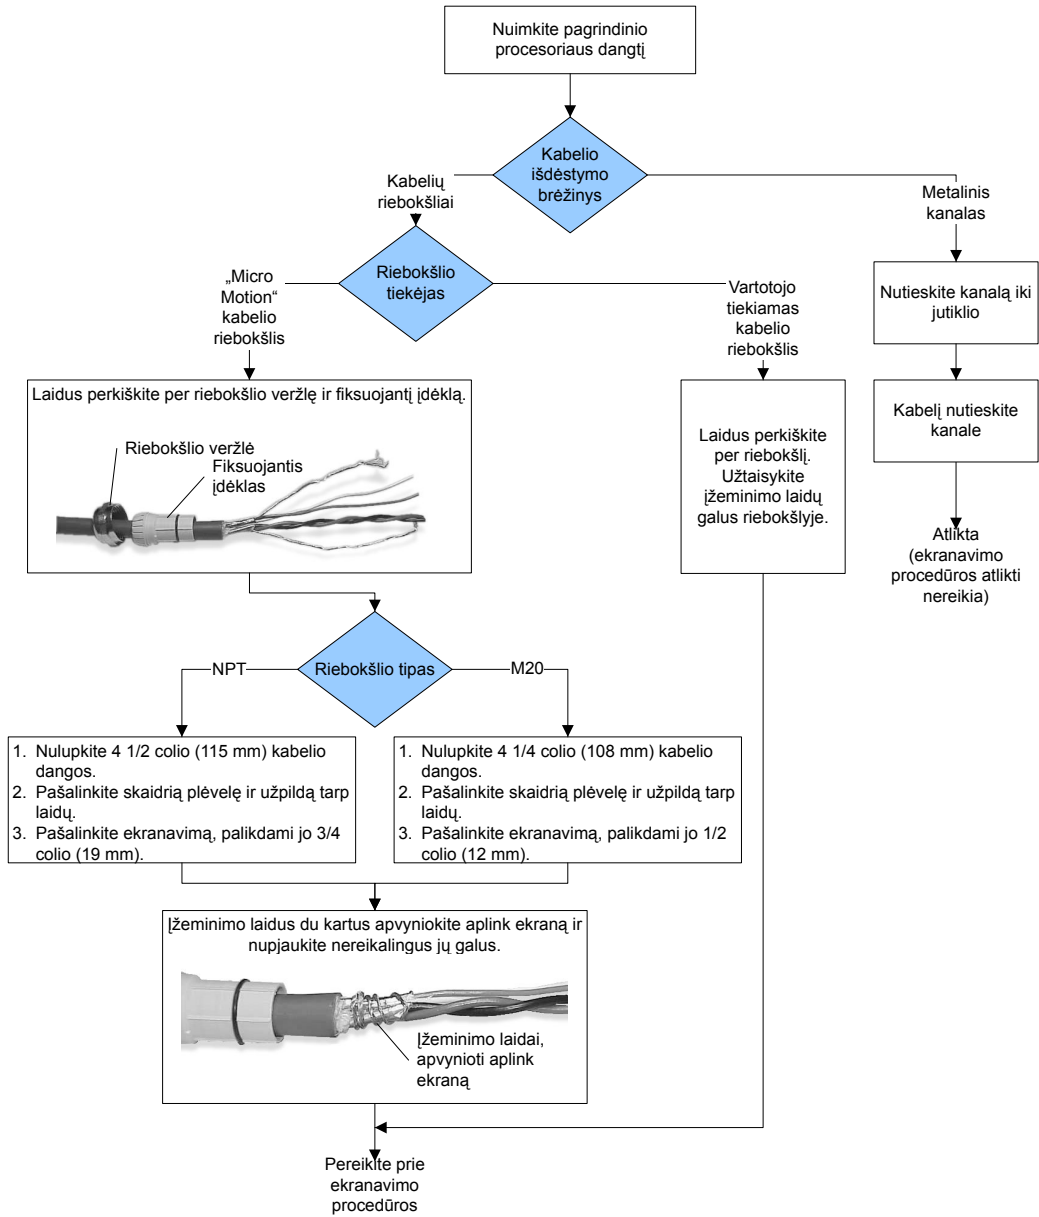 Nuimkite pagrindinio
procesoriaus dangtį
Kabelio
išdėstymo
brėžinys
Kabelių
riebokšliai
Metalinis
kanalas
Riebokšlio
tiekėjas
„Micro
Motion“
kabelio
riebokšlis
Vartotojo
tiekiamas
kabelio
riebokšlis
Nutieskite kanalą iki
jutiklio
Kabelį nutieskite
kanale
Atlikta
(ekranavimo
procedūros atlikti
nereikia)
Laidus perkiškite per riebokšlio veržlę ir fiksuojantį įdėklą.
Riebokšlio veržlė
Fiksuojantis
įdėklas
Laidus perkiškite
per riebokšlį.
Užtaisykite
įžeminimo laidų
galus riebokšlyje.
Riebokšlio tipas
NPT
M20
1. Nulupkite 4 1/2 colio (115 mm) kabelio
dangos.
2. Pašalinkite skaidrią plėvelę ir užpildą tarp
laidų.
3. Pašalinkite ekranavimą, palikdami jo 3/4
colio (19 mm).
1. Nulupkite 4 1/4 colio (108 mm) kabelio
dangos.
2. Pašalinkite skaidrią plėvelę ir užpildą tarp
laidų.
3. Pašalinkite ekranavimą, palikdami jo 1/2
colio (12 mm).
Įžeminimo laidus du kartus apvyniokite aplink ekraną ir
nupjaukite nereikalingus jų galus.
Įžeminimo laidai,
apvynioti aplink
ekraną
Pereikite prie
ekranavimo
procedūros